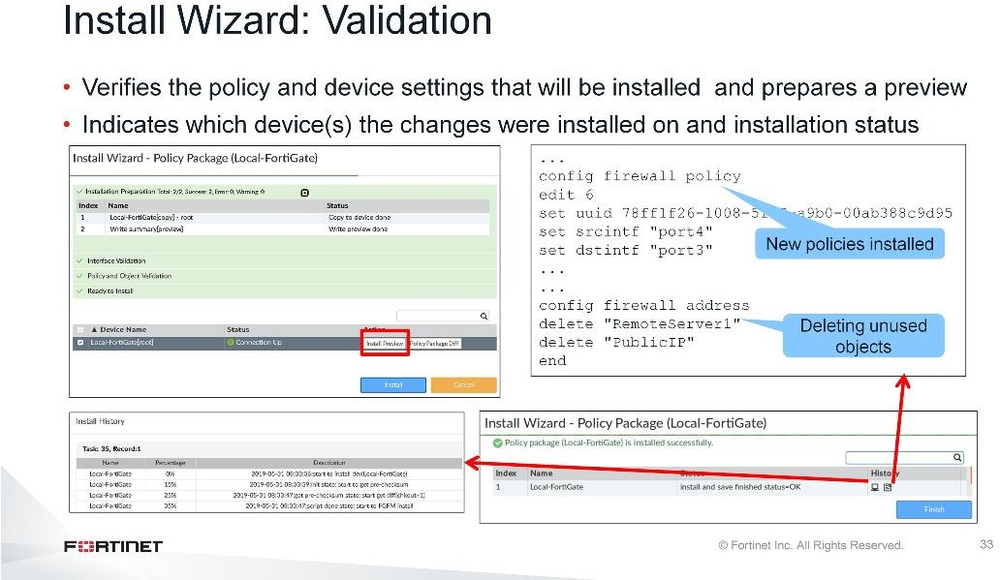 Install Wizard: Validation
• Verifies the policy and device settings that will be installed and prepares a preview
• Indicates which device(s) the changes were installed on and installation status
Install Wizard - Policy Package (Local-FortiGate)
Installation Preparation Total: 2/2, Success: 2, Error: 0, Warning: 0
Index Name Status
1 Local-FortiGate[copy] - root Copy to device done
2 Write summary[preview] Write preview done
Interface Validation
Policy and Object Validation
Ready to Install
▲ Device Name Status Action
Local-FortiGate[root] Connection Up Install Preview Policy Package Diff
Install Cancel
...
config firewall policy
edit 6
set uuid 78ff1f26-1008-51 a9b0-00ab388c9d95
set srcintf "port4"
set dstintf "port3"
...
...
config firewall address
delete "RemoteServer1"
delete "PublicIP"
end
New policies installed
Deleting unused
objects
Install History
Task: 35, Record:1
Name Percentage Description
Local-FortiGate 0% 2019-05-31 08:03:36:start to install dev(Local-FortiGate)
Local-FortiGate 15% 2019-05-31 08:03:39:init state: start to get pre-checksum
Local-FortiGate 25% 2019-05-31 08:03:47:get pre-checksum state: start get diff(chkout=1)
Local-FortiGate 35% 2019-05-31 08:03:47:script done state: start to FGFM install
Install Wizard - Policy Package (Local-FortiGate)
Policy package (Local-FortiGate) is installed successfully.
Index Name Status History
1 Local-FortiGate install and save finished status=OK
Finish
FORTINET
© Fortinet Inc. All Rights Reserved.
33